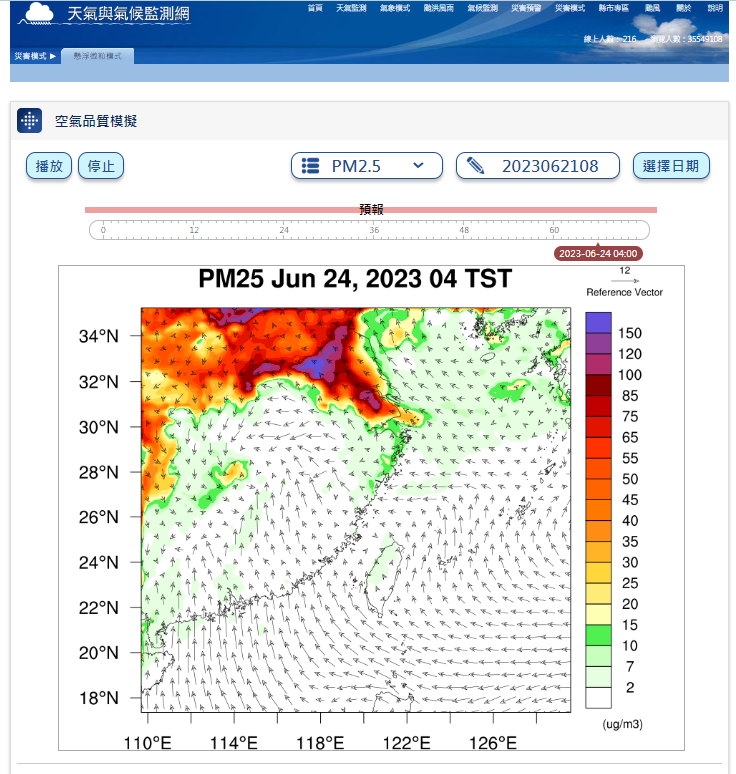 天氣與氣候監測網
首頁 天氣監測 氣象模式 颱洪風雨 氣候監測 災害預警 災害模式 縣市專區 颱風 關於 說明
線上人數： 216 瀏覽人數：35549108
災害模式 ▶ 懸浮微粒模式
空氣品質模擬
播放 停止 PM2.5 2023062108 選擇日期
預報
0 12 24 36 48 60
2023-06-24 04:00
PM25 Jun 24, 2023 04 TST
12
Reference Vector
34°N
32°N
30°N
28°N
26°N
24°N
22°N
20°N
18°N
110°E 114°E 118°E 122°E 126°E
150
120
100
85
75
65
55
50
45
40
35
30
25
20
15
10
7
2
(ug/m3)